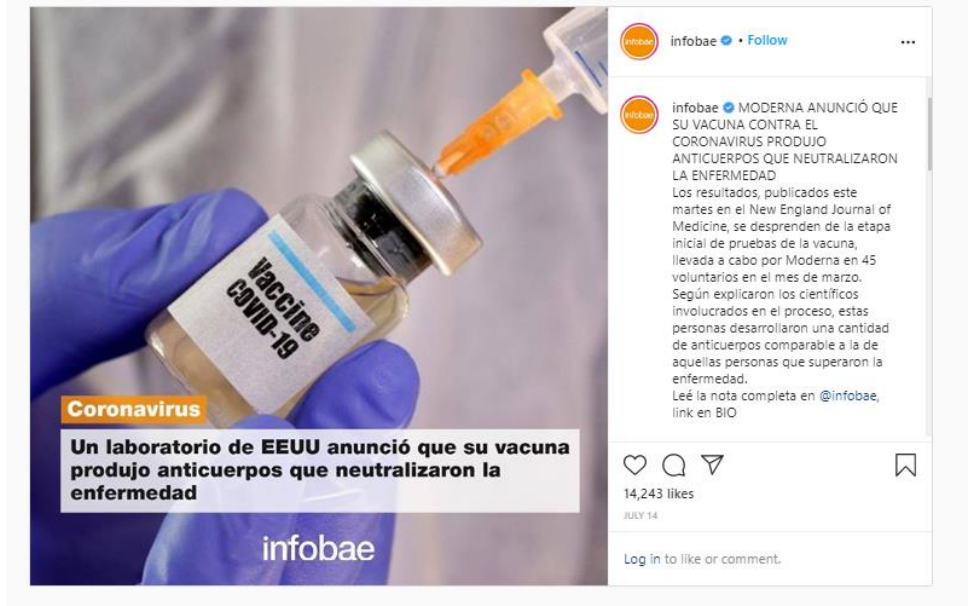 Vaccine
COVID-19
Coronavirus
Un laboratorio de EEUU anunció que su vacuna
produjo anticuerpos que neutralizaron la
enfermedad
infobae
infobae
infobae • Follow
infobae
infobae MODERNA ANUNCIÓ QUE
SU VACUNA CONTRA EL
CORONAVIRUS PRODUJO
ANTICUERPOS QUE NEUTRALIZARON
LA ENFERMEDAD
Los resultados, publicados este
martes en el New England Journal of
Medicine, se desprenden de la etapa
inicial de pruebas de la vacuna,
llevada a cabo por Moderna en 45
voluntarios en el mes de marzo.
Según explicaron los científicos
involucrados en el proceso, estas
personas desarrollaron una cantidad
de anticuerpos comparable a la de
aquellas personas que superaron la
enfermedad.
Leé la nota completa en @infobae,
link en BIO
14,243 likes
JULY 14
Log in to like or comment.